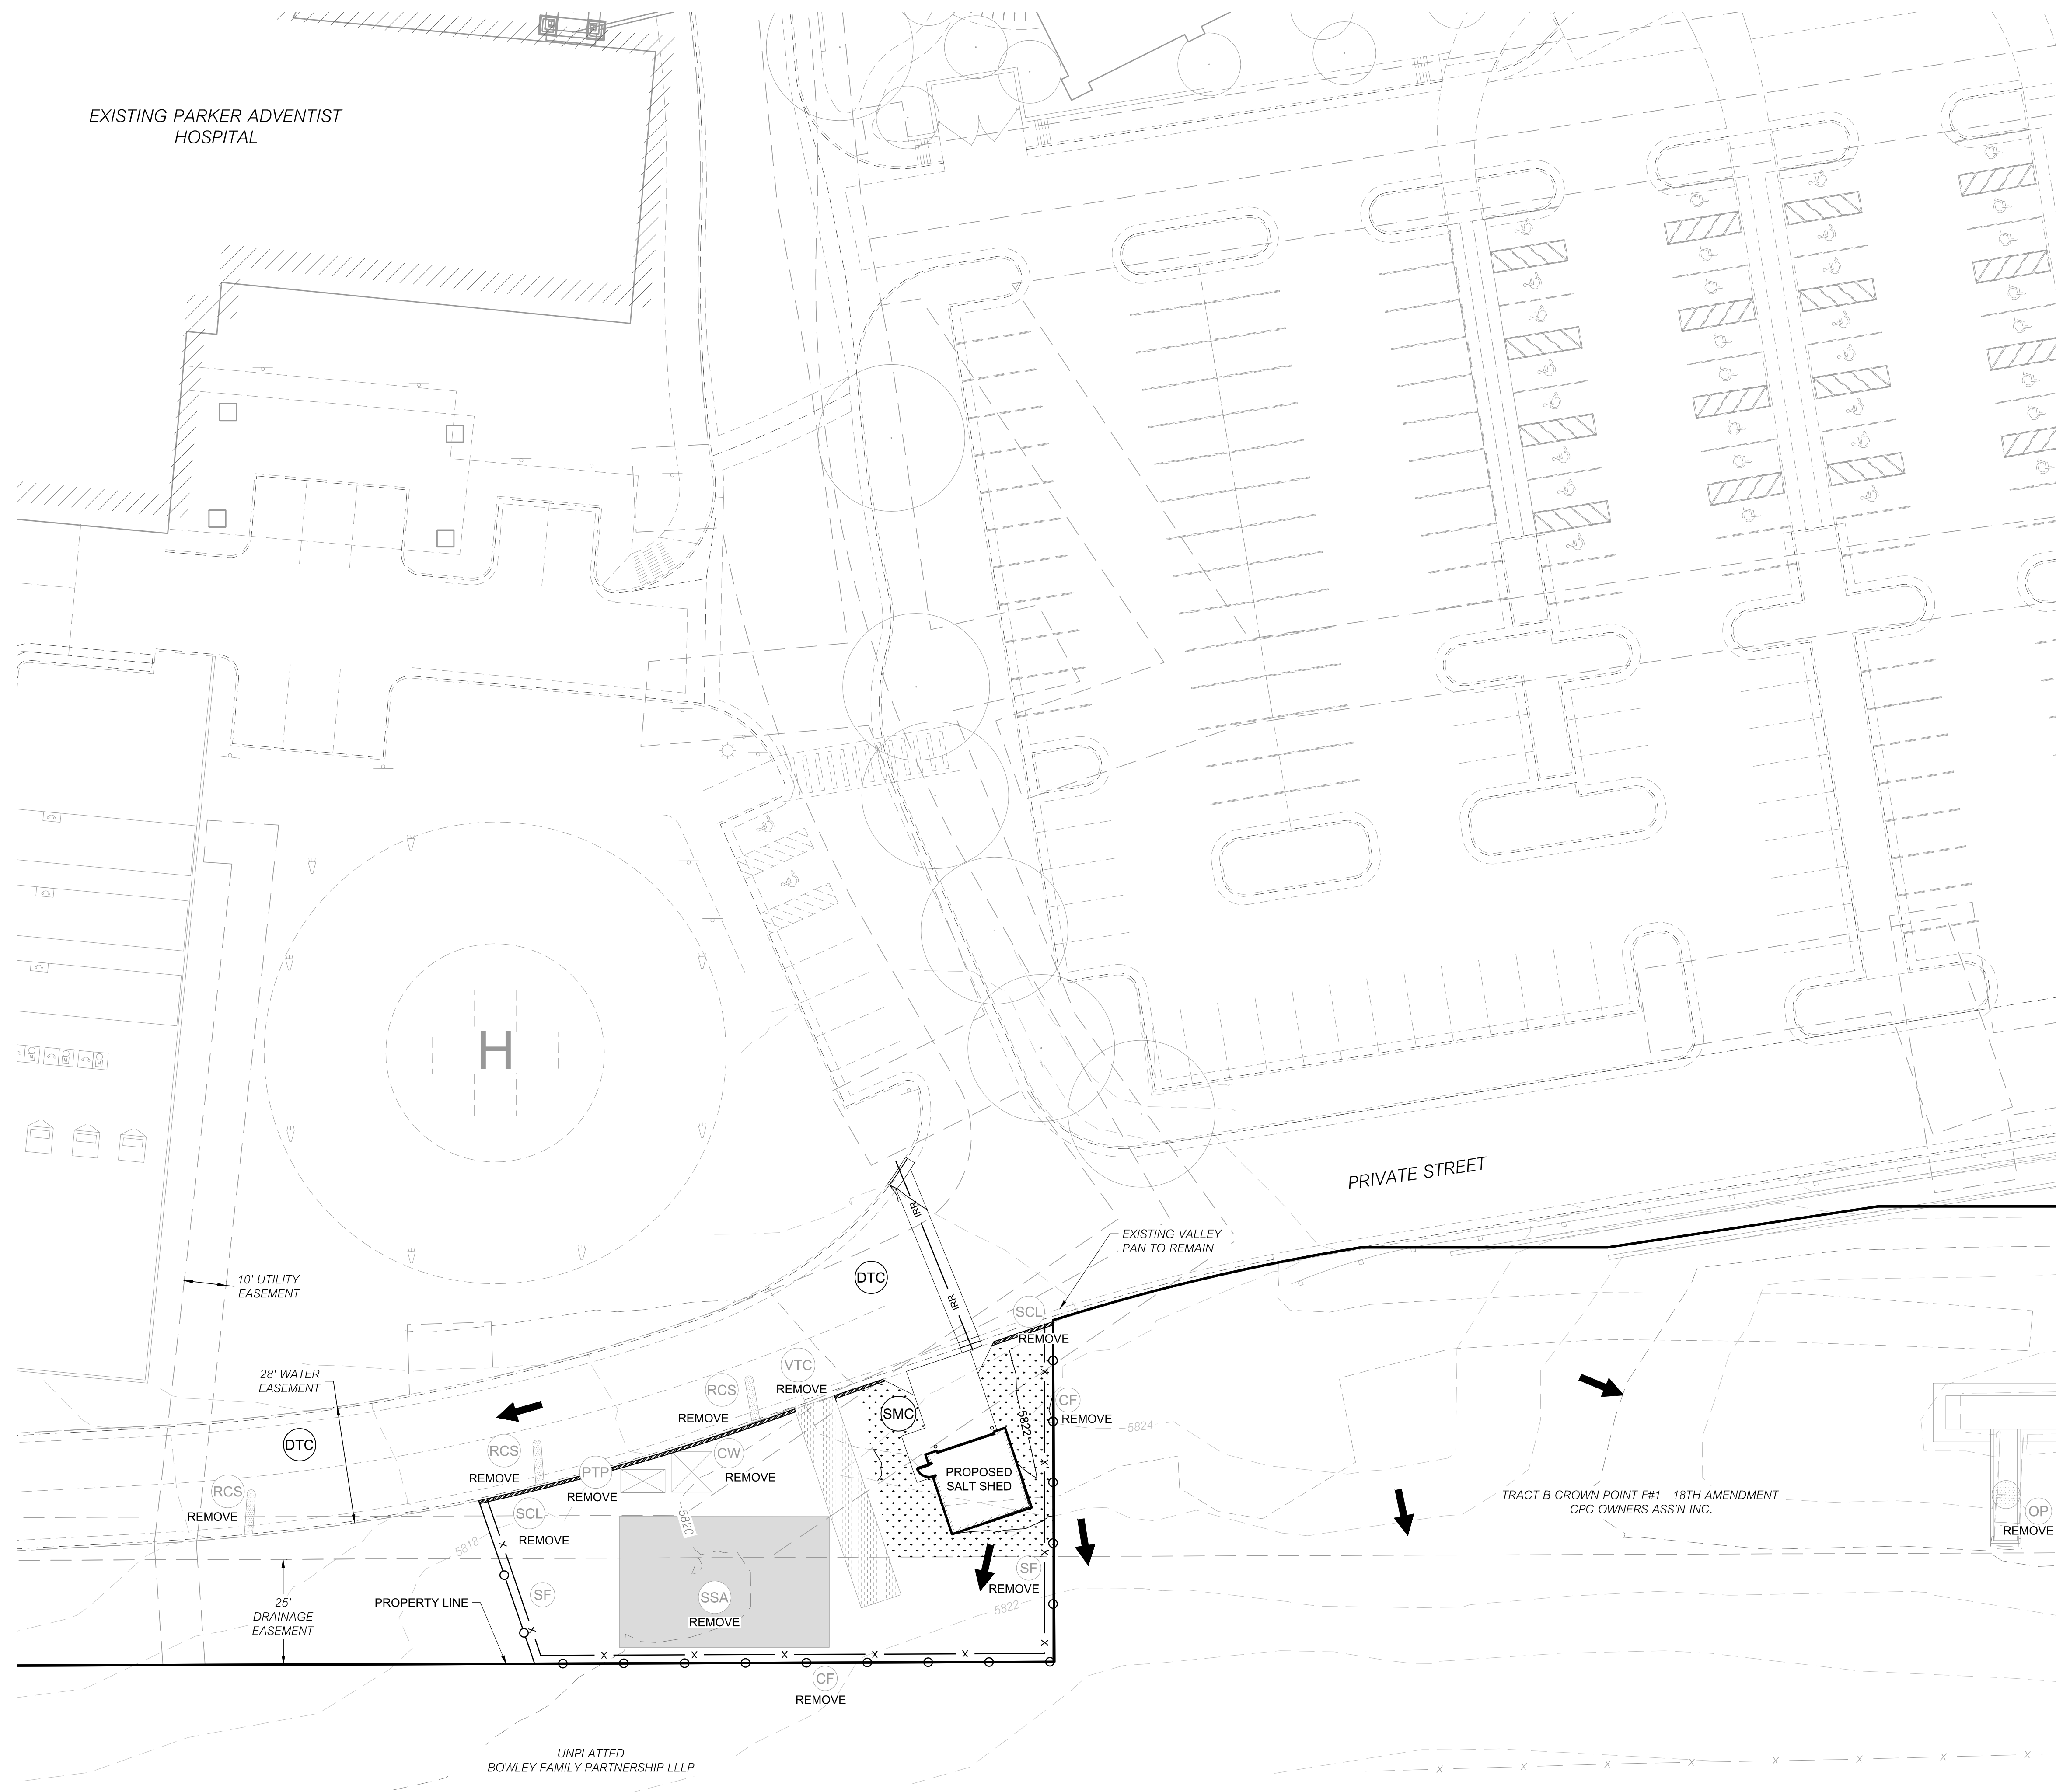 EXISTING PARKER ADVENTIST
HOSPITAL
H
PRIVATE STREET
IRR
EXISTING VALLEY
PAN TO REMAIN
10' UTILITY
EASEMENT
DTC
IRR
SCL
REMOVE
28' WATER
EASEMENT
VTC
REMOVE
RCS
REMOVE
SMC
CF
REMOVE
5822
5824
DTC
RCS
REMOVE
CW
REMOVE
PTP
REMOVE
PROPOSED
SALT SHED
TRACT B CROWN POINT F#1 - 18TH AMENDMENT
CPC OWNERS ASS'N INC.
RCS
REMOVE
SCL
REMOVE
5820
OP
REMOVE
5818
SF
REMOVE
SF
SSA
REMOVE
5822
25'
DRAINAGE
EASEMENT
PROPERTY LINE
X
X
X
X
X
X
X
X
X
X
X
CF
REMOVE
UNPLATTED
BOWLEY FAMILY PARTNERSHIP LLLP
X
X
X
X
X
X
X
X